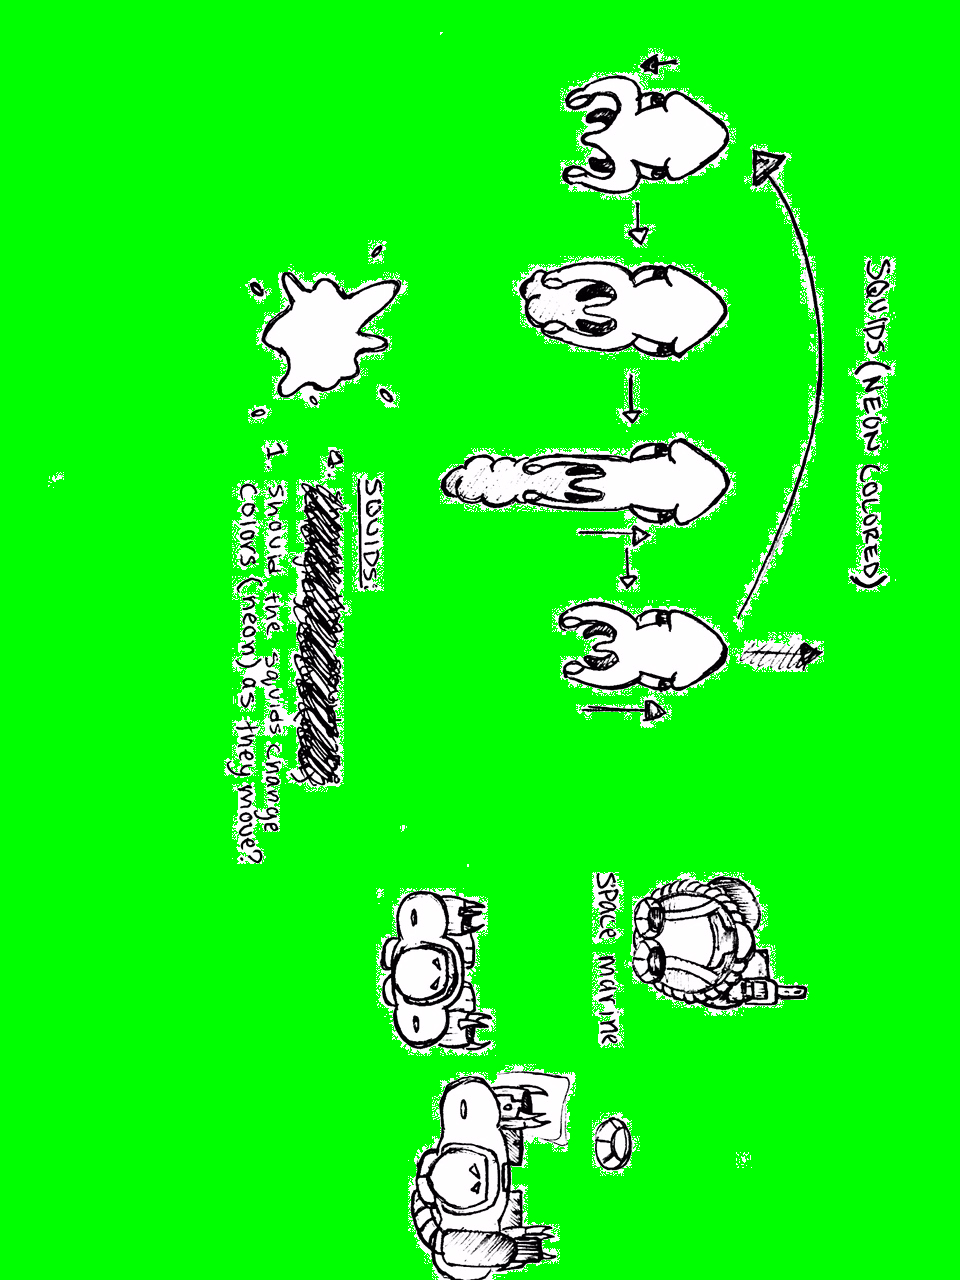 SQUIDS (NEON COLORED)
SQUIDS:
1. Should the squids change
colors (neon) as they move?
space marine